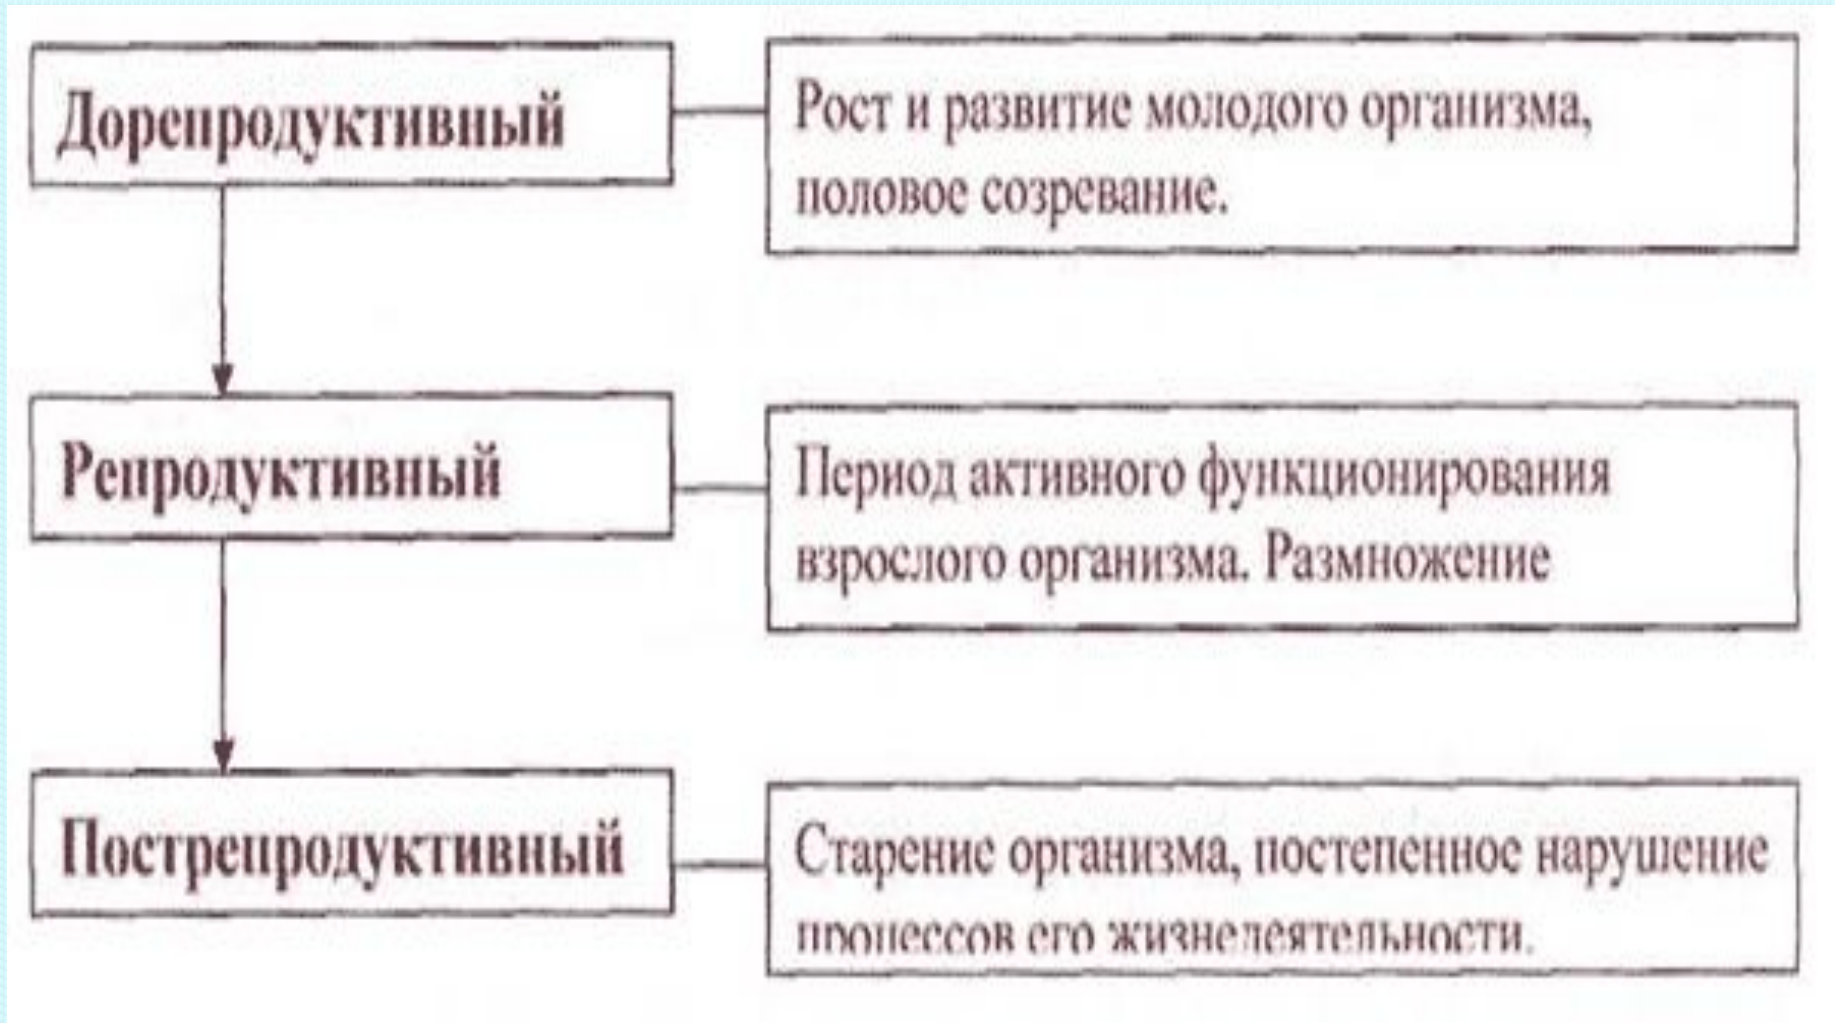 Дорепродуктивный
Рост и развитие молодого организма,
половое созревание.
Репродуктивный
Период активного функционирования
взрослого организма. Размножение
Пострепродуктивный
Старение организма, постепенное нарушение
процессов его жизнедеятельности.